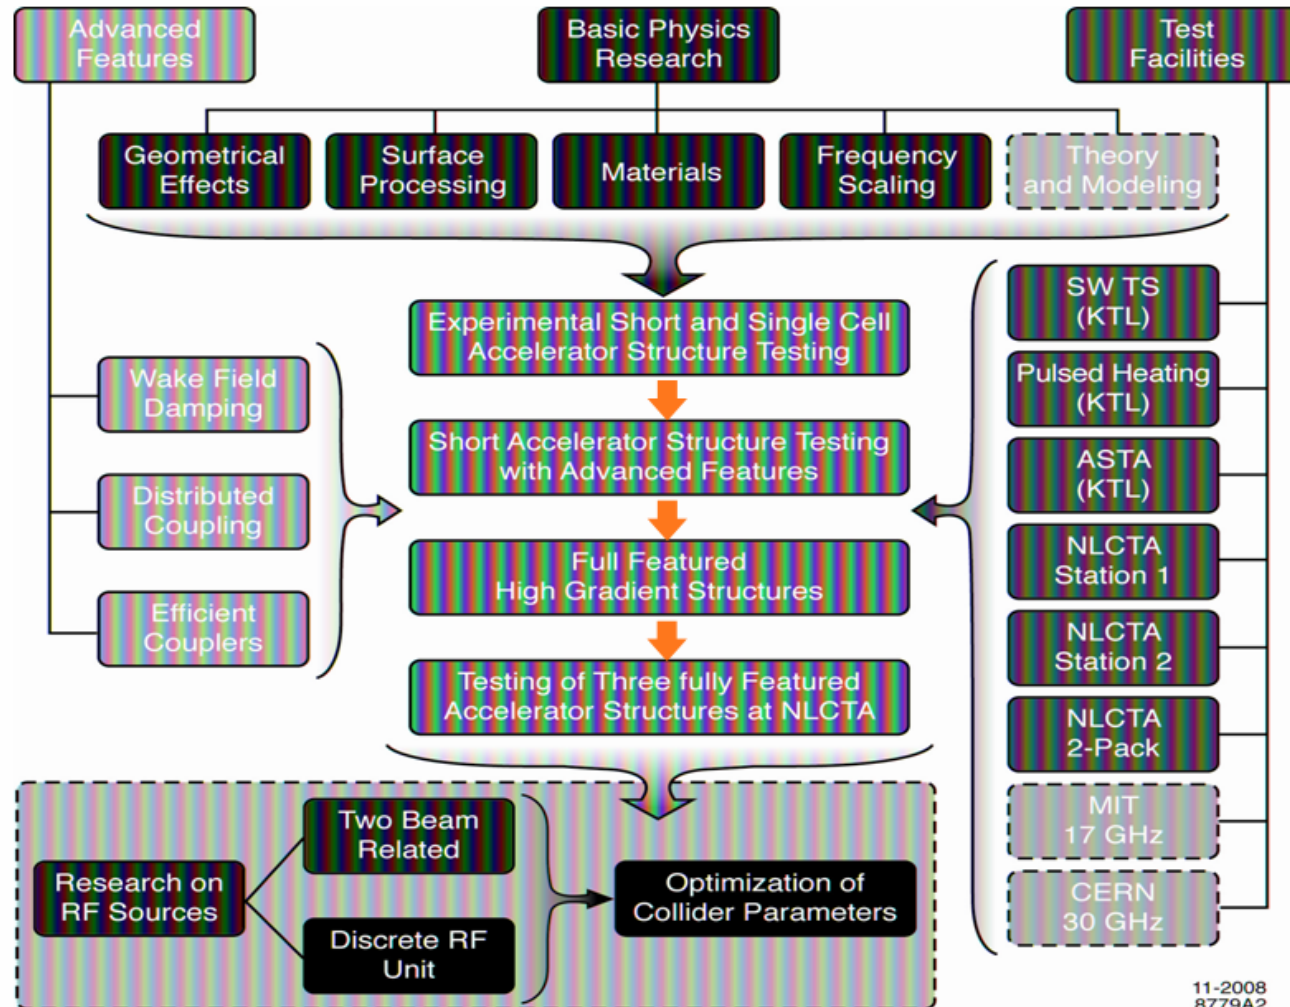 Advanced
Features
Basic Physics
Research
Test
Facilities
Geometrical
Effects
Surface
Processing
Materials
Frequency
Scaling
Theory
and Modeling
Experimental Short and Single Cell
Accelerator Structure Testing
Short Accelerator Structure Testing
with Advanced Features
Full Featured
High Gradient Structures
Testing of Three fully Featured
Accelerator Structures at NLCTA
Wake Field
Damping
Distributed
Coupling
Efficient
Couplers
SW TS
(KTL)
Pulsed Heating
(KTL)
ASTA
(KTL)
NLCTA
Station 1
NLCTA
Station 2
NLCTA
2-Pack
MIT
17 GHz
CERN
30 GHz
Research on
RF Sources
Two Beam
Related
Discrete RF
Unit
Optimization of
Collider Parameters
11-2008
8779A2